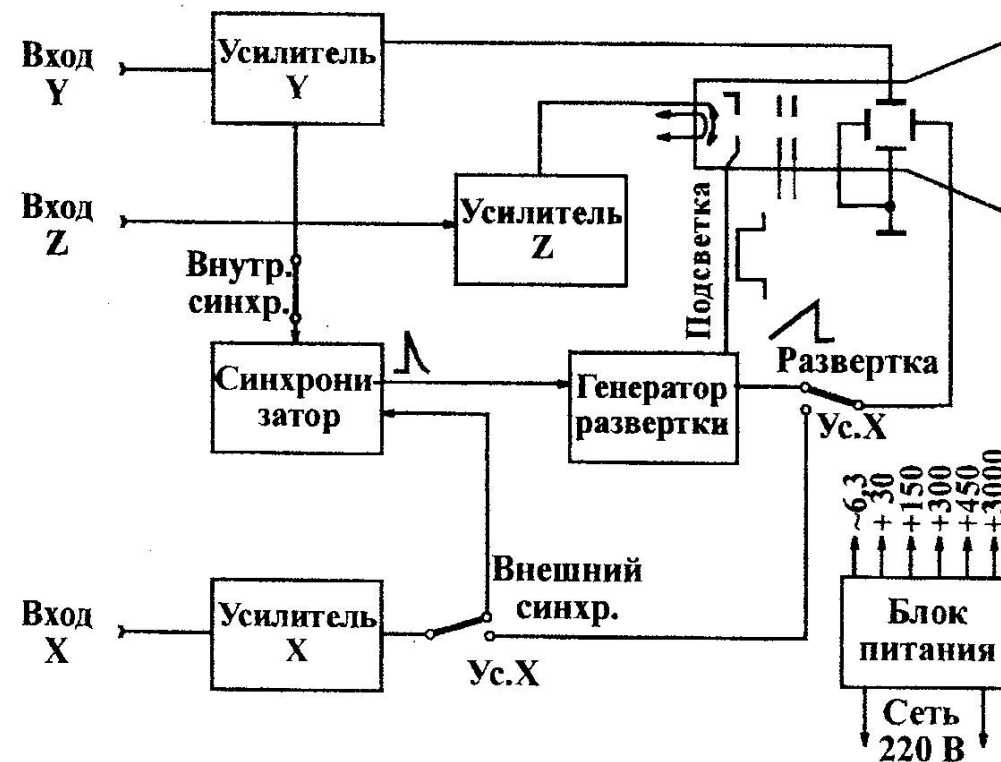 Вход
Y
Усилитель
Y
Вход
Z
Усилитель
Z
Подсветка
Внутр.
синхр.
Синхрони
затор
Генератор
развертки
Развертка
Ус.X
Вход
X
Усилитель
X
Внешний
синхр.
Ус.X
~6,3
+30
+150
+300
+450
+3000
Блок
питания
Сеть
220 В